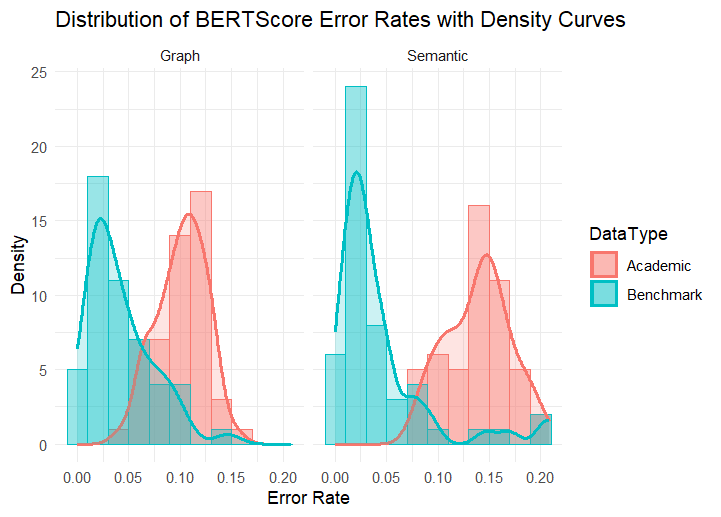 Distribution of BERTScore Error Rates with Density Curves
Graph
Semantic
25
20
15
10
5
0
Density
0.00 0.05 0.10 0.15 0.20
0.00 0.05 0.10 0.15 0.20
Error Rate
DataType
Academic
Benchmark